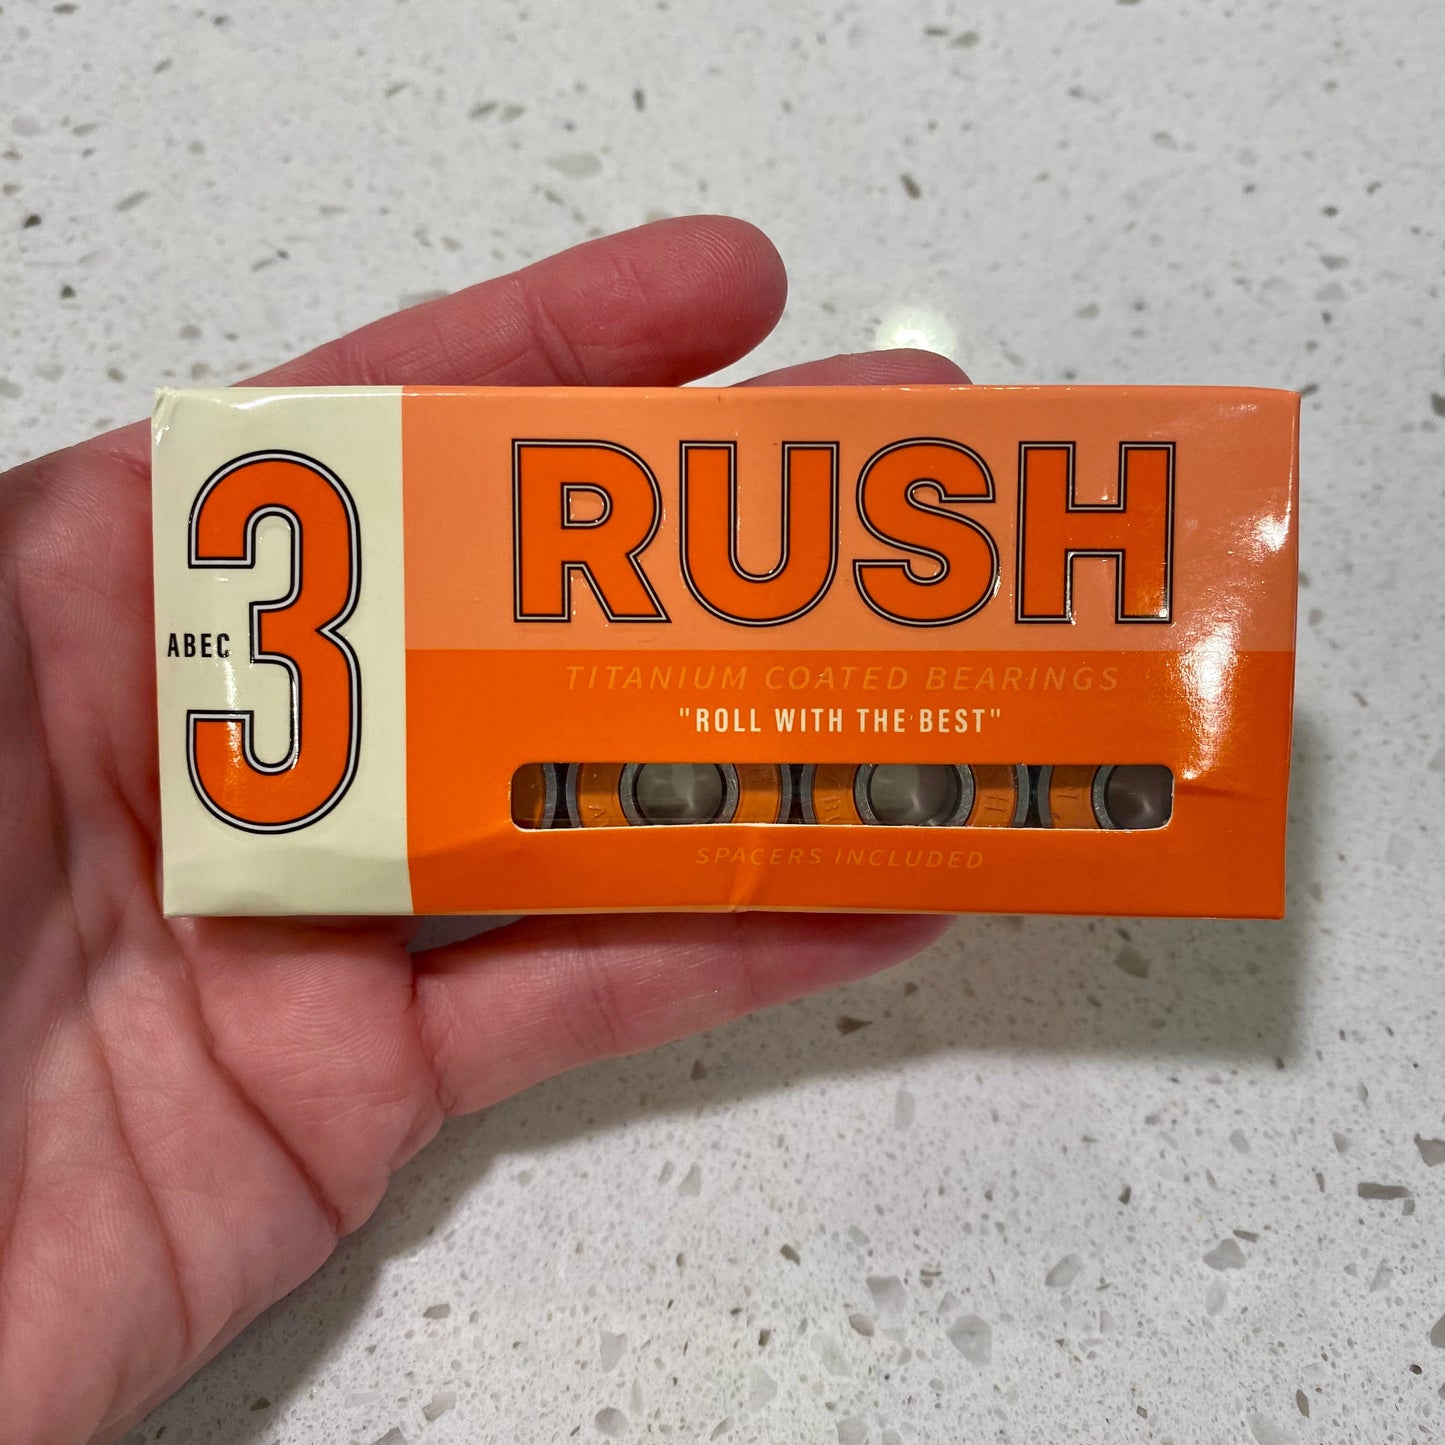 3
ABEC
RUSH
TITANIUM COATED BEARINGS
"ROLL WITH THE BEST"
SPACERS INCLUDED